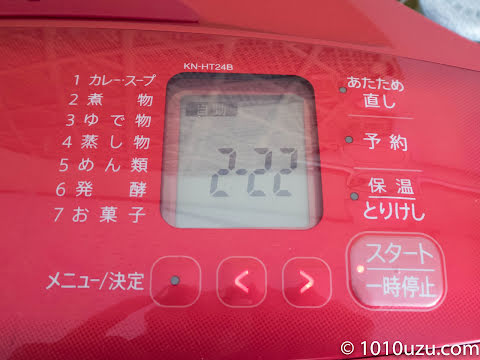 KN-HT24B
1 カレー・スープ
2 煮 物
3 ゆで物
4 蒸し物
5 めん類
6 発 酵
7 お菓子
自動
2-22
あたため
直し
予約
保温
とりけし
メニュー/決定
<
>
スタート
一時停止
© 1010uzu.com